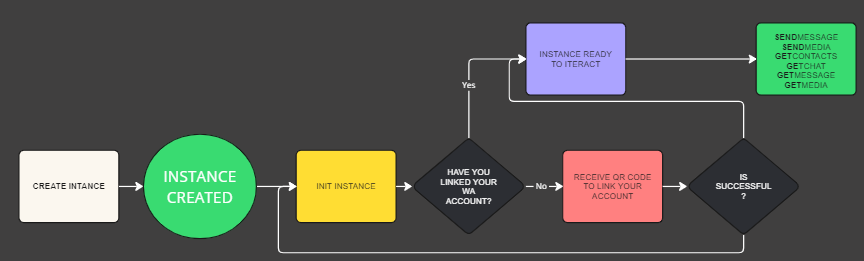 CREATE INTANCE
INSTANCE
CREATED
INIT INSTANCE
HAVE YOU
LINKED YOUR
WA
ACCOUNT?
Yes
No
INSTANCE READY
TO ITERACT
RECEIVE QR CODE
TO LINK YOUR
ACCOUNT
IS
SUCCESSFUL
?
SENDMESSAGE
SENDMEDIA
GETCONTACTS
GETCHAT
GETMESSAGE
GETMEDIA